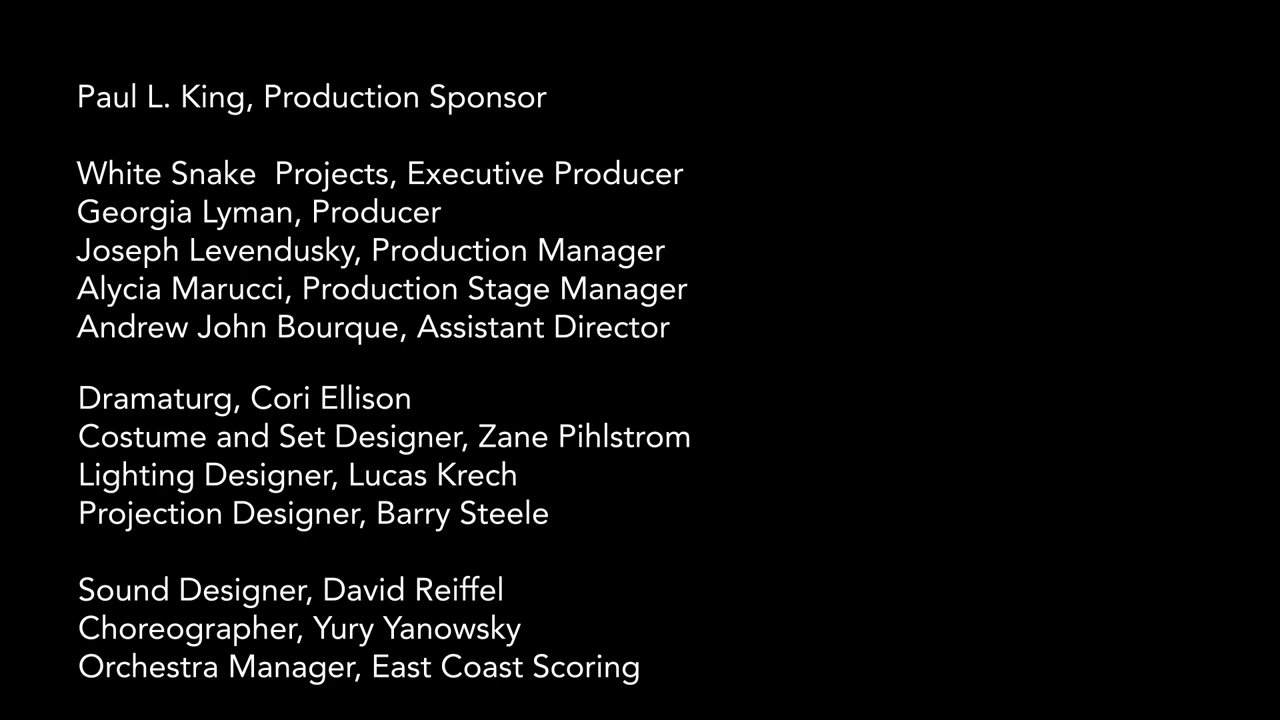 Paul L. King, Production Sponsor
White Snake  Projects, Executive Producer
Georgia Lyman, Producer
Joseph Levendusky, Production Manager
Alycia Marucci, Production Stage Manager
Andrew John Bourque, Assistant Director
Dramaturg, Cori Ellison
Costume and Set Designer, Zane Pihlstrom
Lighting Designer, Lucas Krech
Projection Designer, Barry Steele
Sound Designer, David Reiffel
Choreographer, Yury Yanowsky
Orchestra Manager, East Coast Scoring